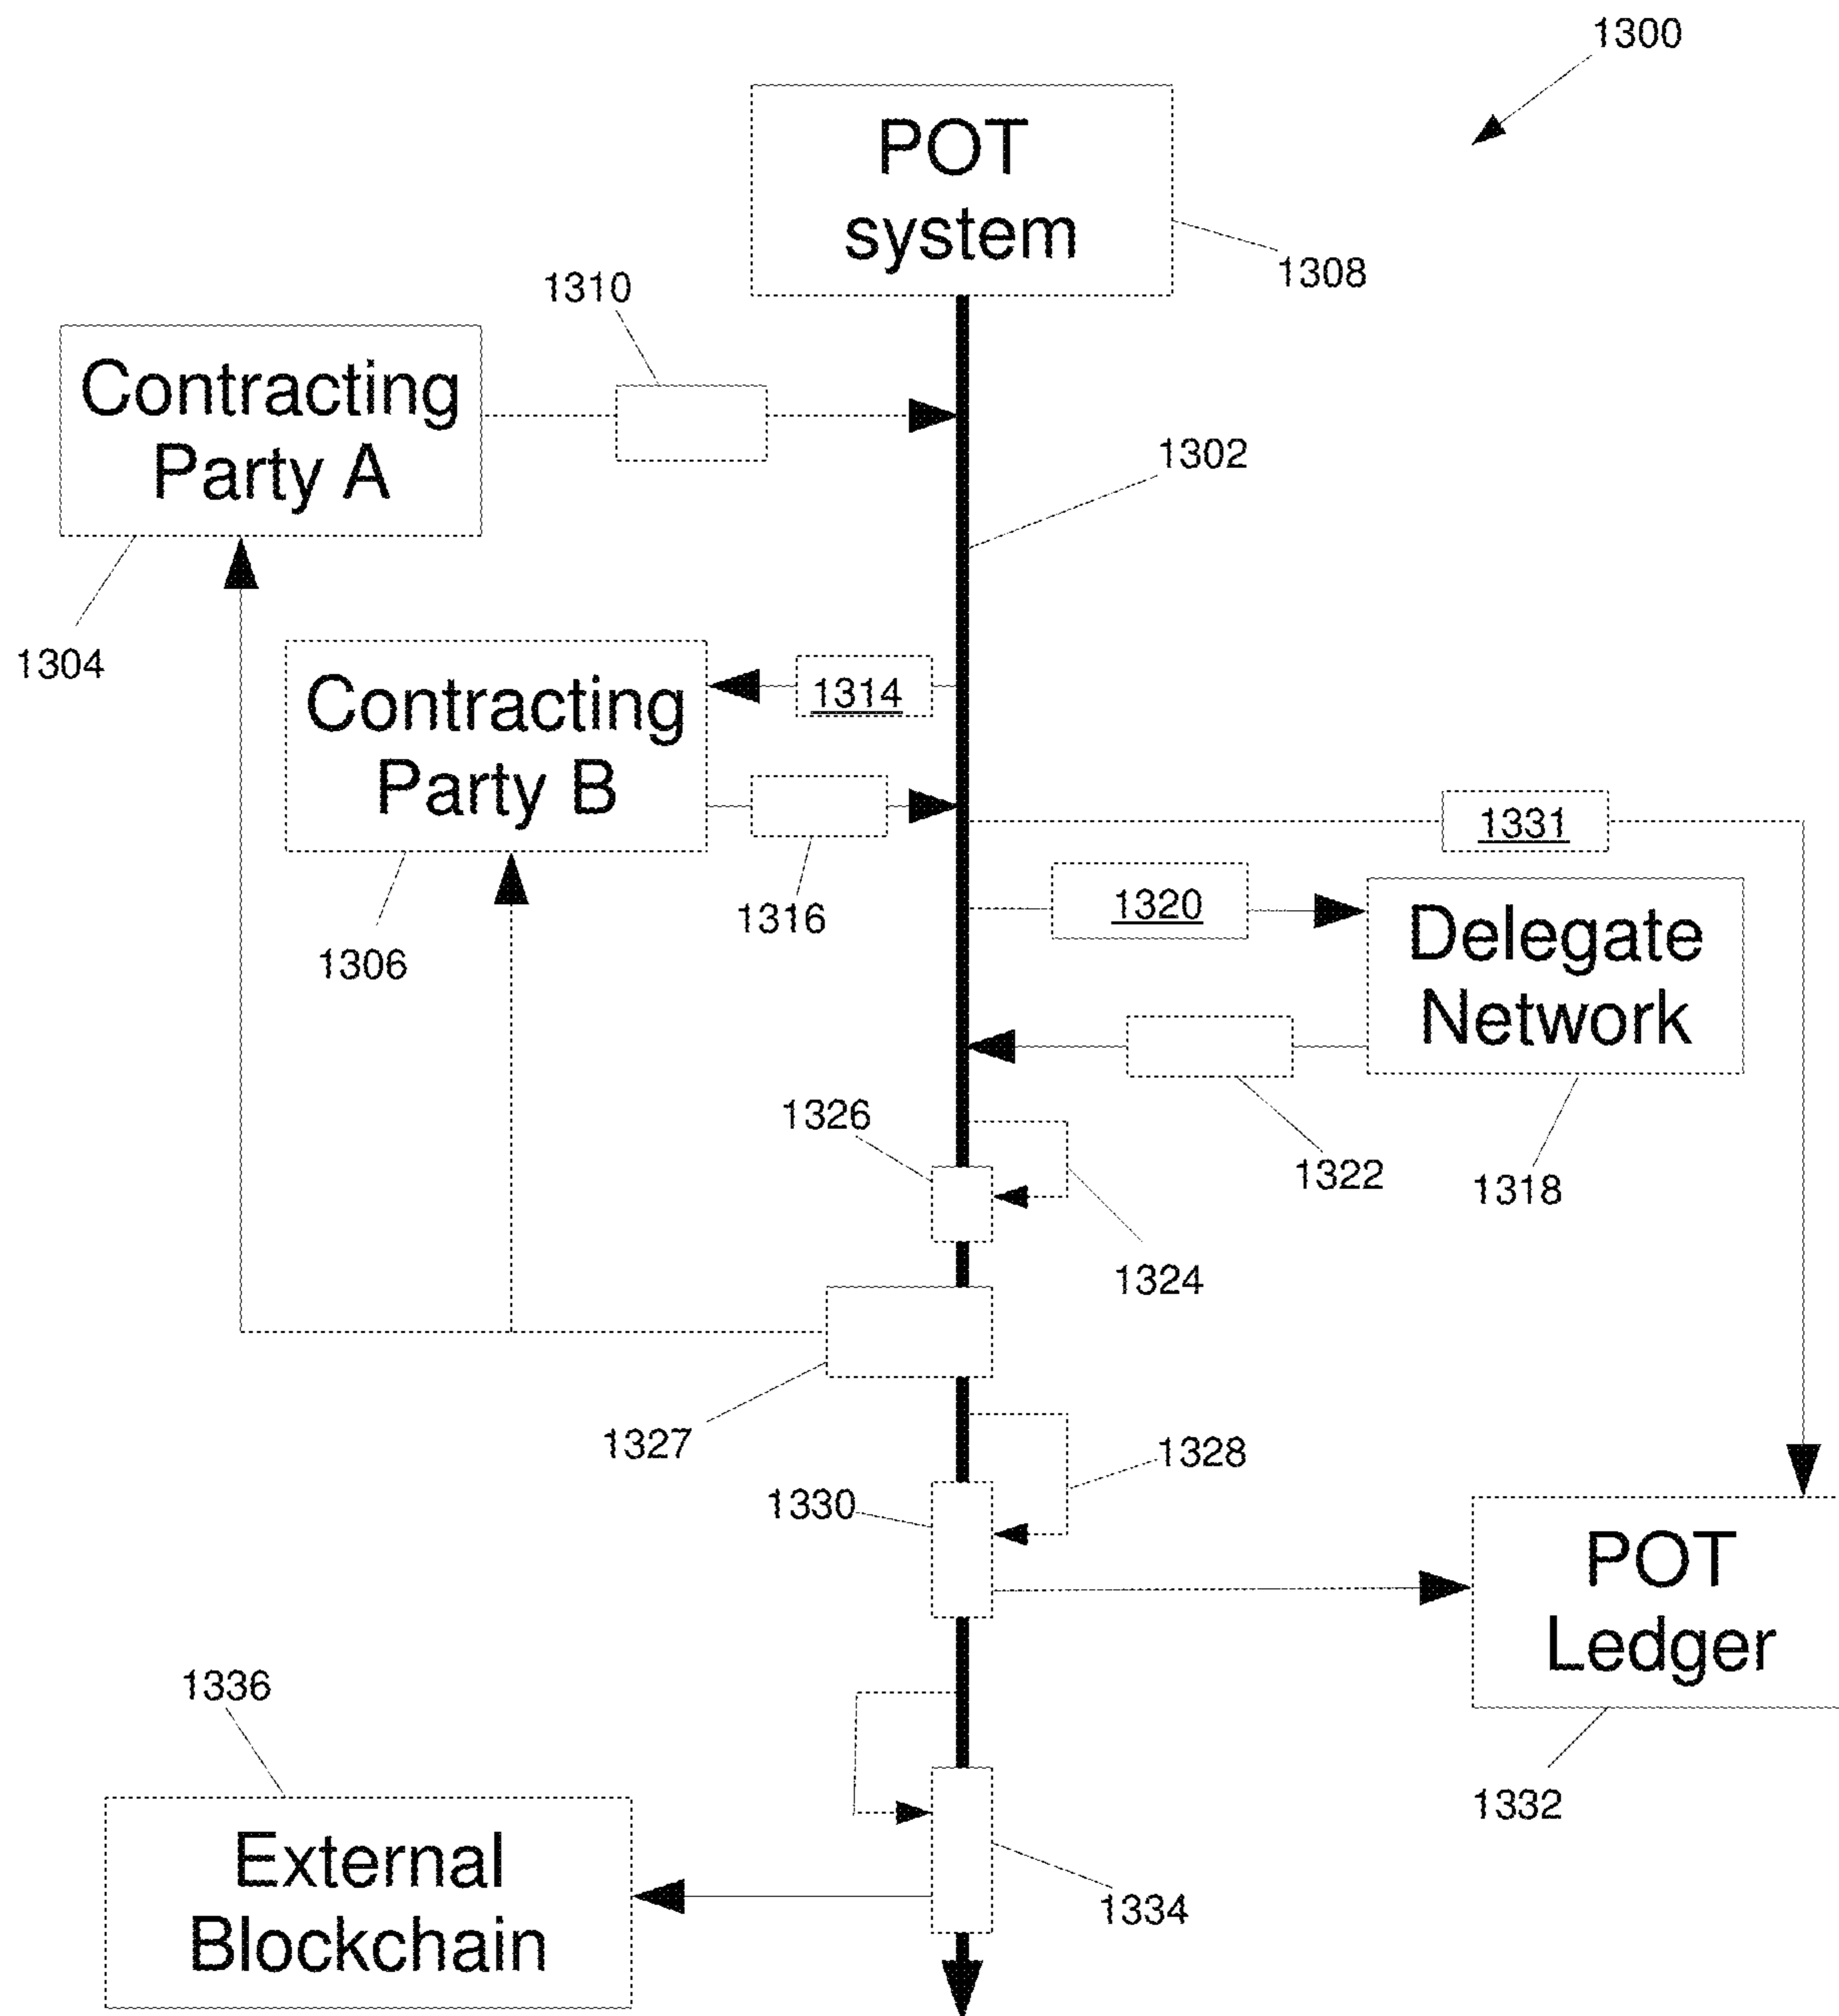 1300
POT
system
1308
1310
Contracting
Party A
1302
1304
1314
Contracting
Party B
1331
1316
1320
1306
Delegate
Network
1326
1322
1318
1324
1327
1328
1330
POT
Ledger
1336
1332
External
Blockchain
1334